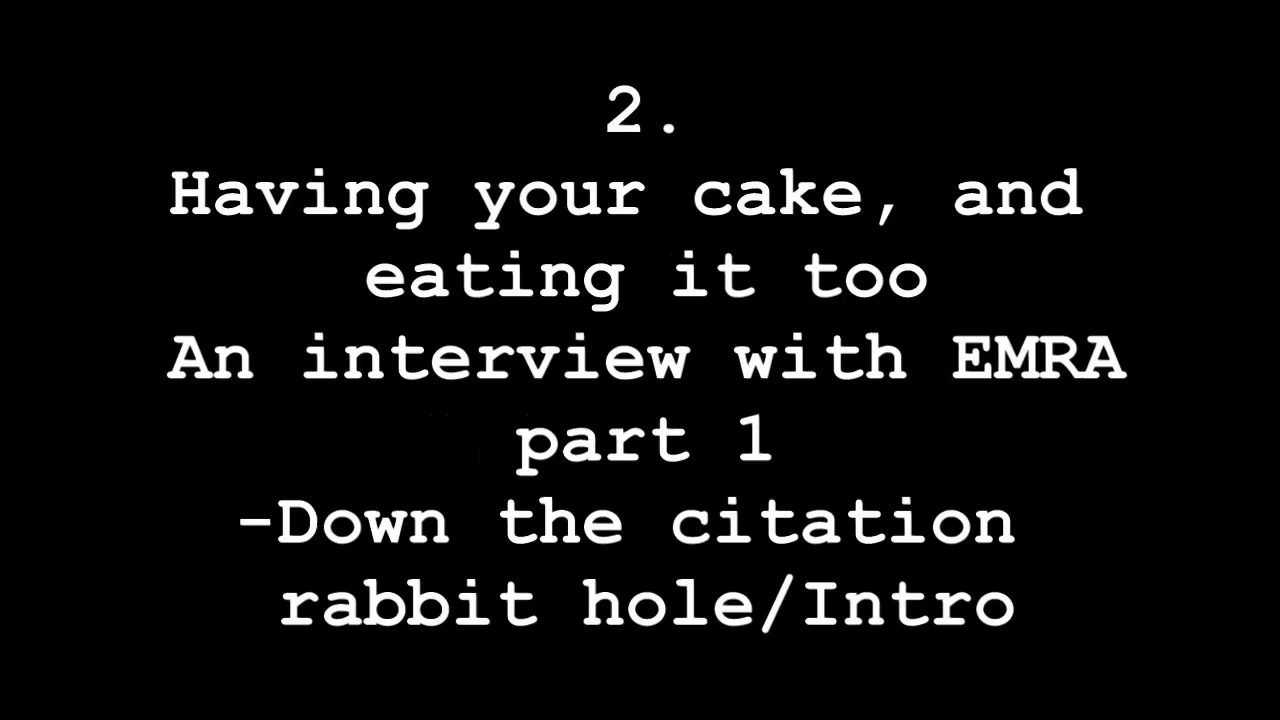 2.
Having your cake, and
eating it too
An interview with EMRA
part 1
-Down the citation
rabbit hole/Intro